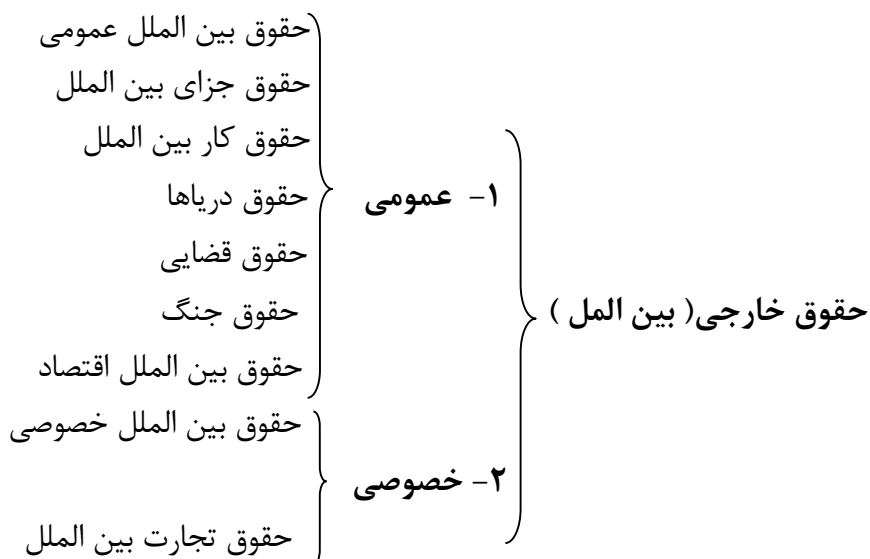 حقوق خارجی( بین المل )
۱- عمومی
حقوق بین الملل عمومی
حقوق جزای بین الملل
حقوق کار بین الملل
حقوق دریاها
حقوق قضایی
حقوق جنگ
حقوق بین الملل اقتصاد
۲- خصوصی
حقوق بین الملل خصوصی
حقوق تجارت بین الملل